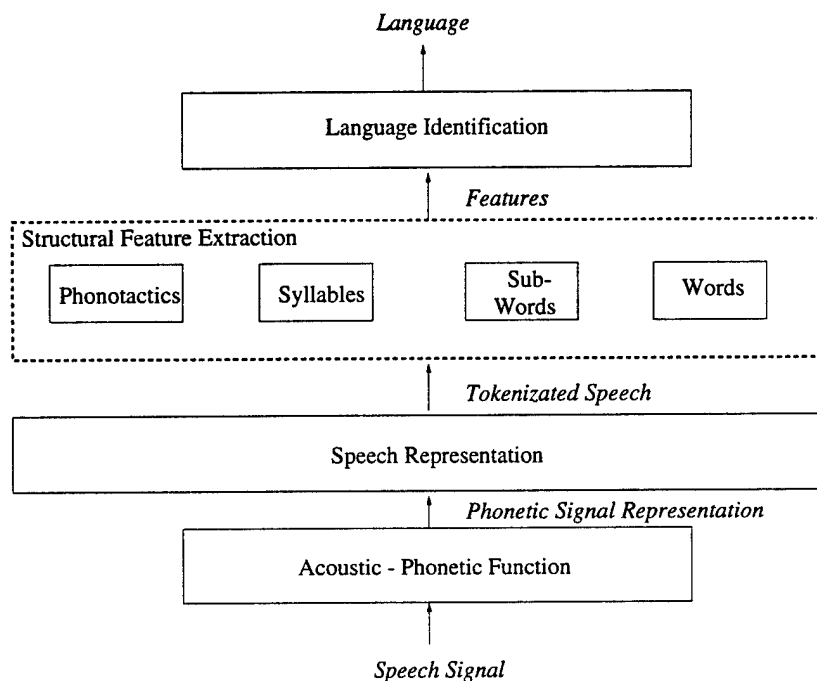 Language
Language Identification
Features
Structural Feature Extraction
Phonotactics
Syllables
Sub-
Words
Words
Tokenizated Speech
Speech Representation
Phonetic Signal Representation
Acoustic - Phonetic Function
Speech Signal